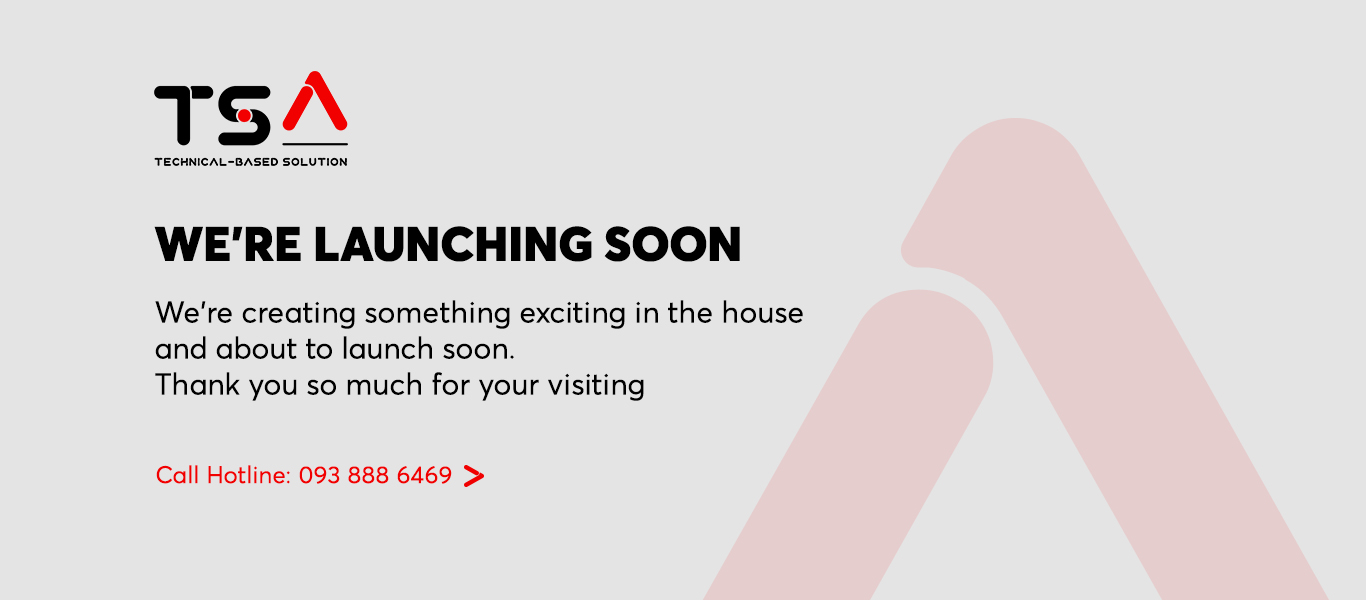 TSA
TECHNICAL-BASED SOLUTION
WE'RE LAUNCHING SOON
We're creating something exciting in the house
and about to launch soon.
Thank you so much for your visiting
Call Hotline: 093 888 6469 >